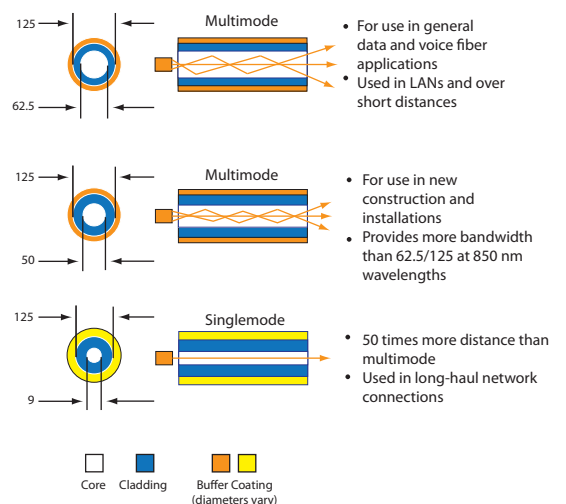 Multimode
125
62.5
• For use in general
data and voice fiber
applications
• Used in LANs and over
short distances
Multimode
125
50
• For use in new
construction and
installations
• Provides more bandwidth
than 62.5/125 at 850 nm
wavelengths
Singlemode
125
9
• 50 times more distance than
multimode
• Used in long-haul network
connections
Core
Cladding
Buffer Coating
(diameters vary)